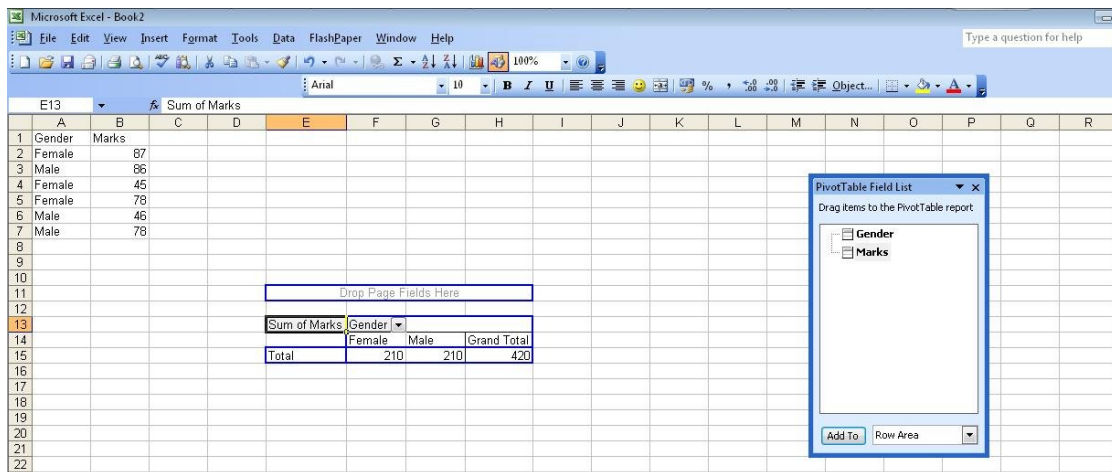 Microsoft Excel - Book2
File Edit View Insert Format Tools Data FlashPaper Window Help
Type a question for help
100%
Arial 10 B I U % , Object... A
E13 fx Sum of Marks
A B C D E F G H I J K L M N O P Q R
1 Gender Marks
2 Female 87
3 Male 86
4 Female 45
5 Female 78
6 Male 46
7 Male 78
8
9
10
11 Drop Page Fields Here
12
13 Sum of Marks Gender
14 Female Male Grand Total
15 Total 210 210 420
16
17
18
19
20
21
22
PivotTable Field List
Drag items to the PivotTable report
Gender
Marks
Add To Row Area